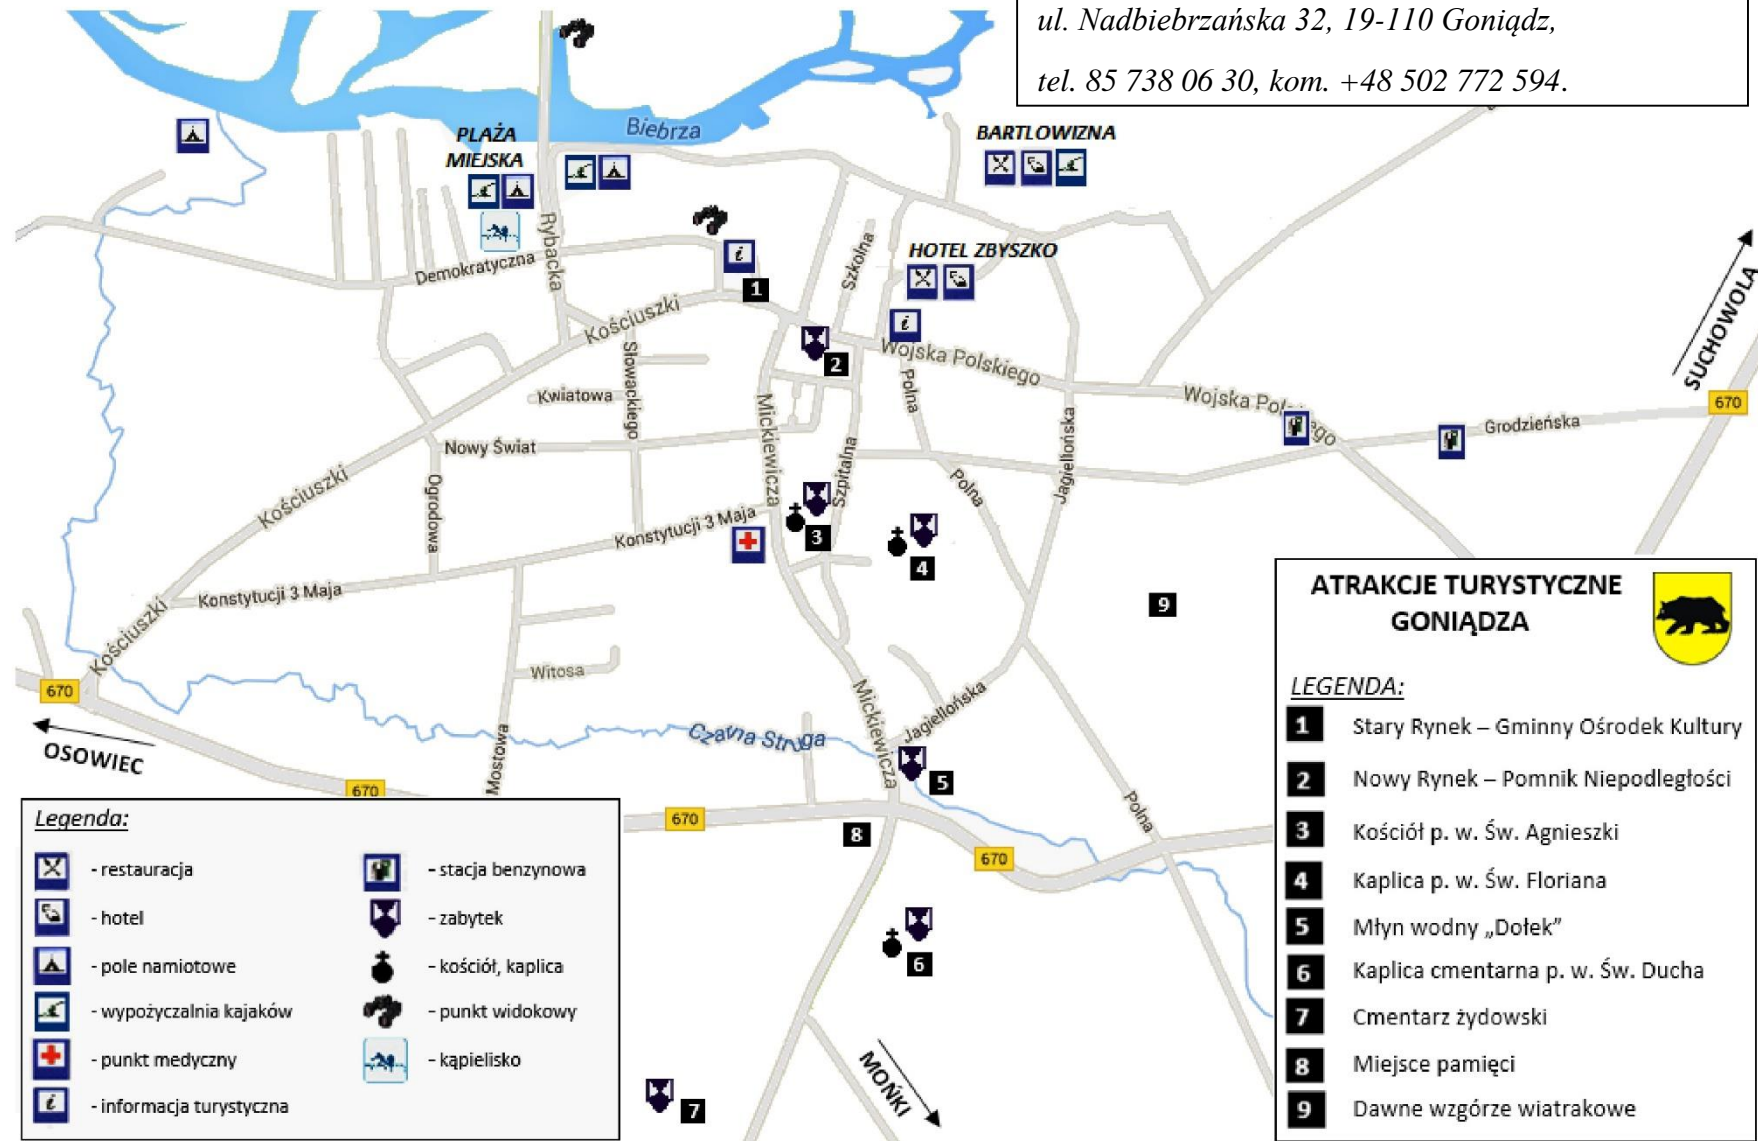 ul. Nadbiebrzańska 32, 19-110 Goniądz,
tel. 85 738 06 30, kom. +48 502 772 594.
Biebrza
PLAŻA
MIEJSKA
BARTLOWIZNA
Rybacka
Demokratyczna
Szkolna
HOTEL ZBYSZKO
1
Kościuszki
2
Wojska Polskiego
SUCHOWOLA
Słowackiego
Kwiatowa
Mickiewicza
Polna
Wojska Polskiego
670
Grodzieńska
Nowy Świat
Szpitalna
Jagiellońska
Kościuszki
Ogrodowa
Polna
Konstytucji 3 Maja
3
4
Konstytucji 3 Maja
9
Kościuszki
Witosa
670
OSOWIEC
Mickiewicza
Jagiellońska
Czarna Struga
Mostowa
5
670
670
8
Polna
670
6
MOŃKI
7
Legenda:
- restauracja
- hotel
- pole namiotowe
- wypożyczalnia kajaków
- punkt medyczny
- informacja turystyczna
- stacja benzynowa
- zabytek
- kościół, kaplica
- punkt widokowy
- kąpielisko
ATRAKCJE TURYSTYCZNE
GONIĄDZA
LEGENDA:
1 Stary Rynek – Gminny Ośrodek Kultury
2 Nowy Rynek – Pomnik Niepodległości
3 Kościół p. w. Św. Agnieszki
4 Kaplica p. w. Św. Floriana
5 Młyn wodny „Dołek”
6 Kaplica cmentarna p. w. Św. Ducha
7 Cmentarz żydowski
8 Miejsce pamięci
9 Dawne wzgórze wiatrakowe